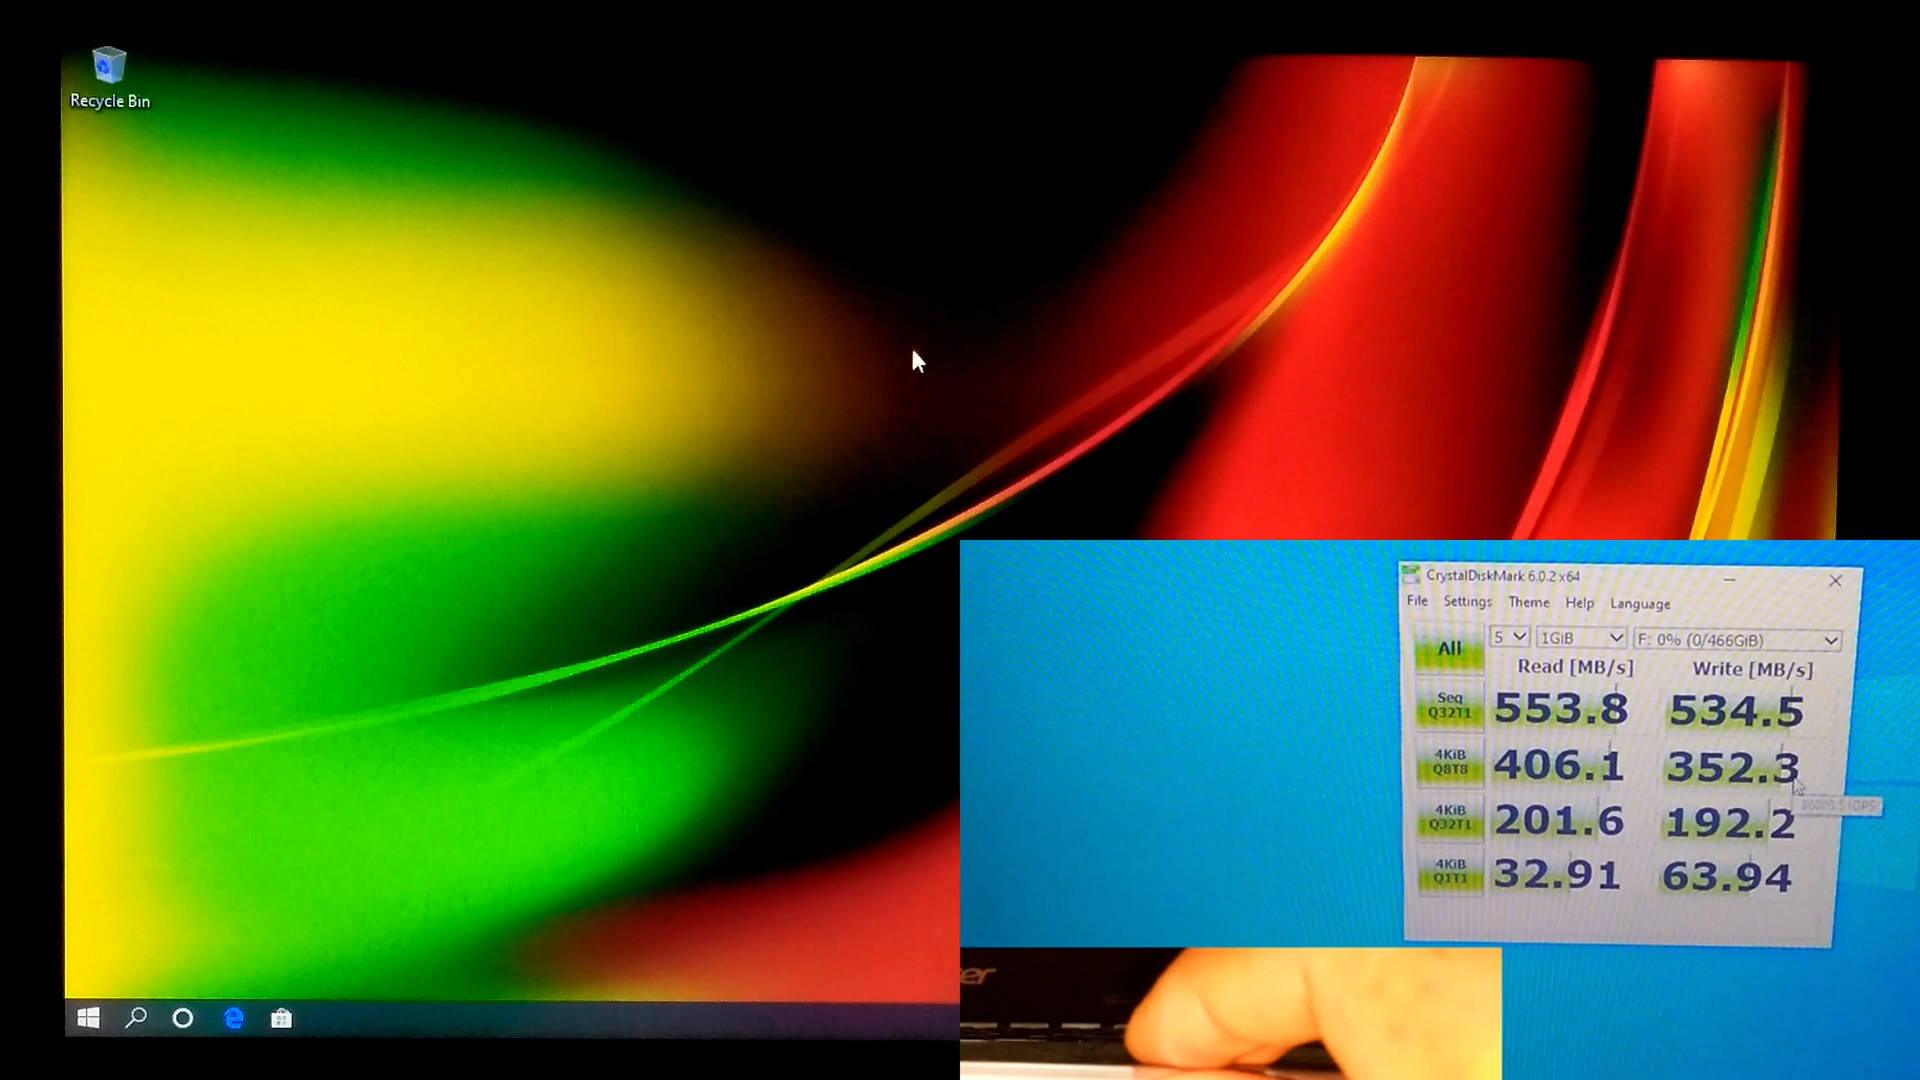 Recycle Bin
CrystalDiskMark 6.0.2 x64
File Settings Theme Help Language
All 5 1GiB F: 0% (0/466GiB)
Read [MB/s] Write [MB/s]
Seq Q32T1 553.8 534.5
4KiB Q8T8 406.1 352.3
4KiB Q32T1 201.6 192.2
4KiB Q1T1 32.91 63.94